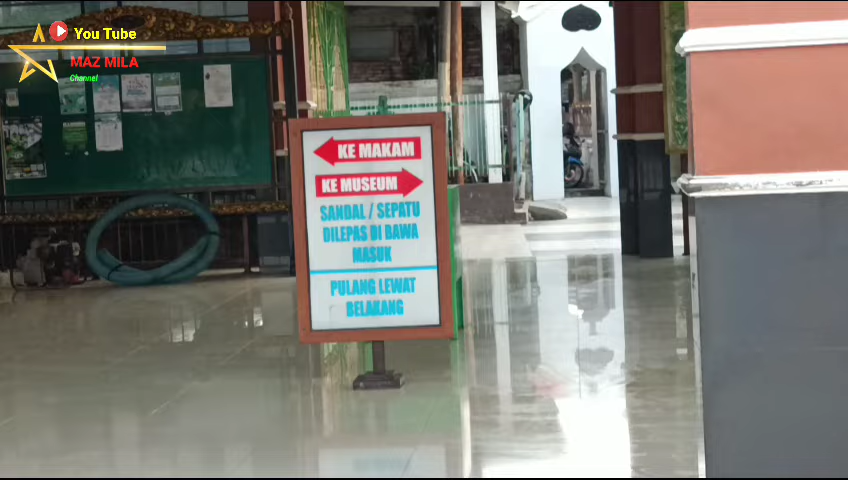 You Tube
MAZ MILA
Channel
KE MAKAM
KE MUSEUM
SANDAL / SEPATU
DILEPAS DI BAWA
MASUK
PULANG LEWAT
BELAKANG